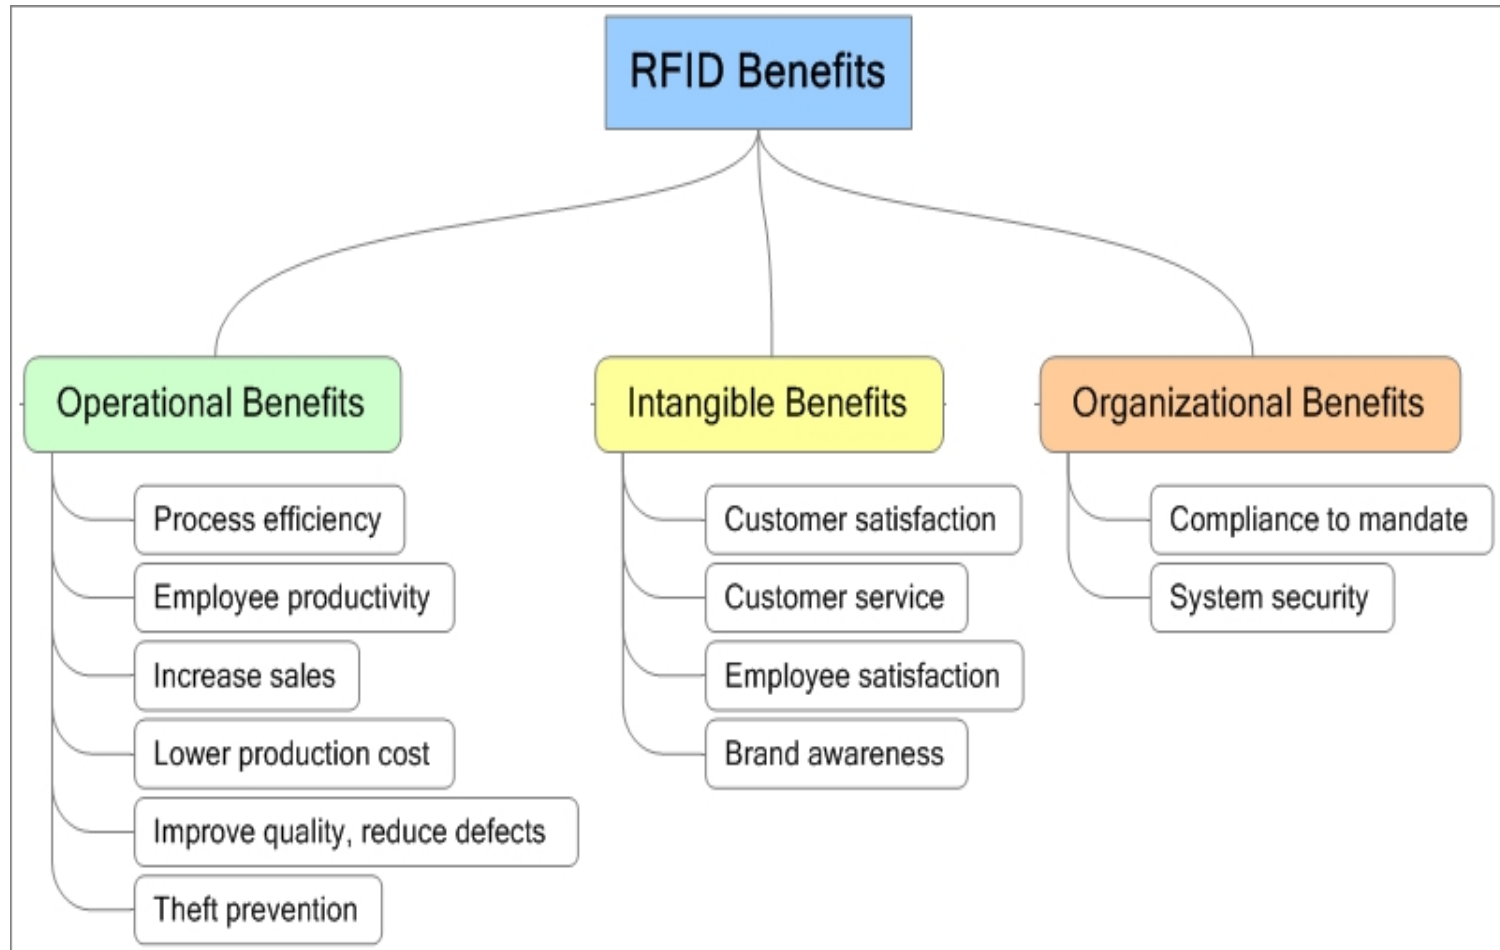 RFID Benefits
Operational Benefits
Process efficiency
Employee productivity
Increase sales
Lower production cost
Improve quality, reduce defects
Theft prevention
Intangible Benefits
Customer satisfaction
Customer service
Employee satisfaction
Brand awareness
Organizational Benefits
Compliance to mandate
System security